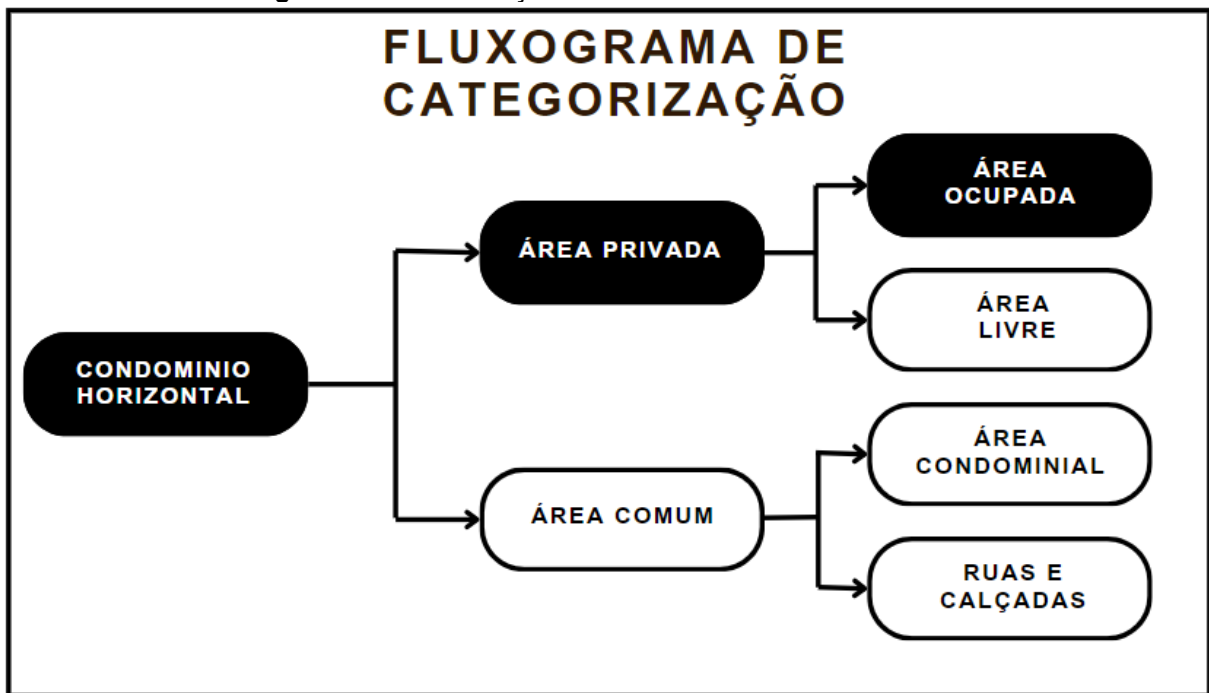 FLUXOGRAMA DE
CATEGORIZAÇÃO
CONDOMINIO
HORIZONTAL
ÁREA PRIVADA
ÁREA
OCUPADA
ÁREA
LIVRE
ÁREA COMUM
ÁREA
CONDOMINIAL
RUAS E
CALÇADAS